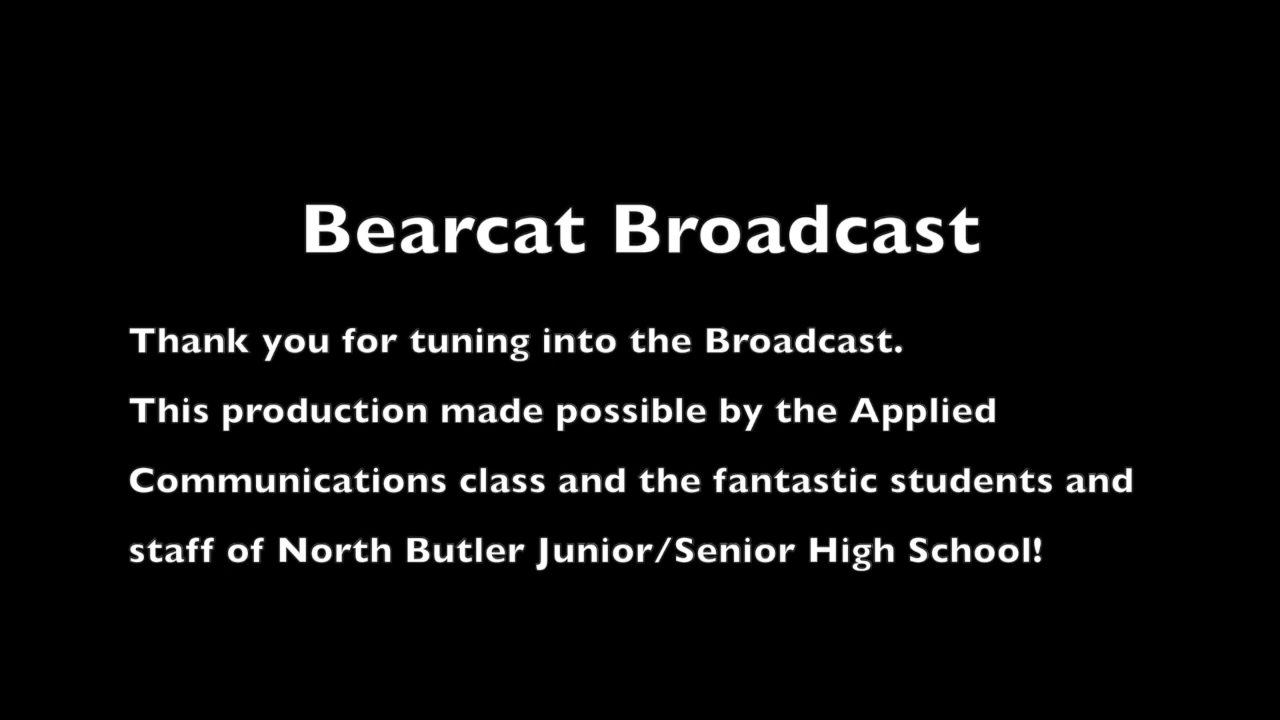 Bearcat Broadcast
Thank you for tuning into the Broadcast.
This production made possible by the Applied
Communications class and the fantastic students and
staff of North Butler Junior/Senior High School!